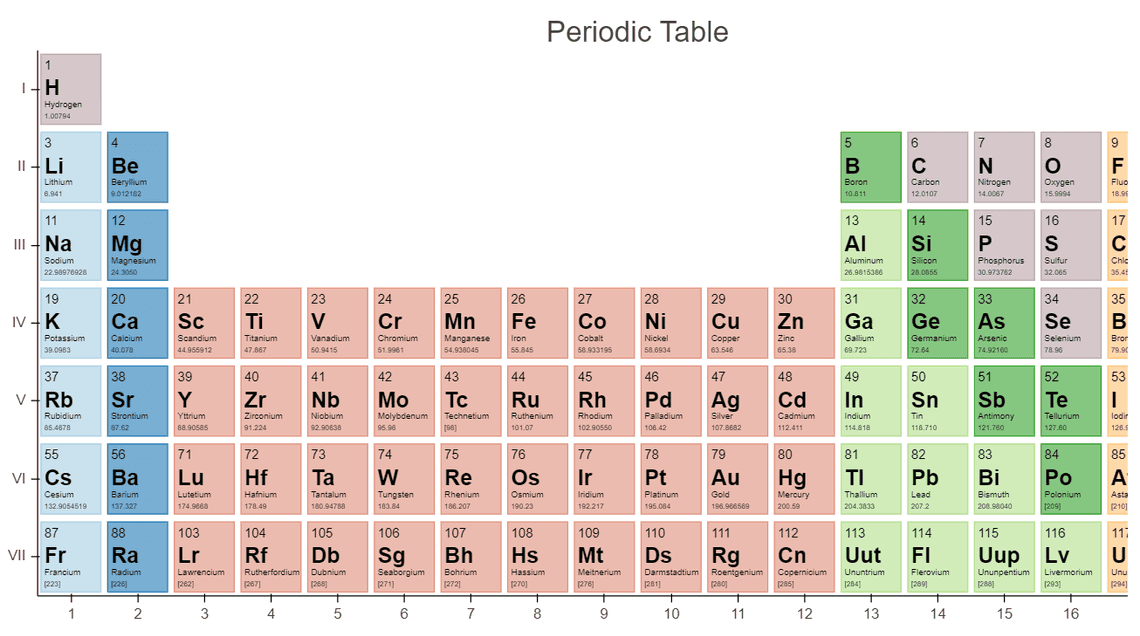 Periodic Table
1
I H
Hydrogen
1.00794
3 4 5 6 7 8 9
II Li Be B C N O F
Lithium Beryllium Boron Carbon Nitrogen Oxygen Fluo
6.941 9.012182 10.811 12.0107 14.0067 15.9994 18.99
11 12 13 14 15 16 17
III Na Mg Al Si P S C
Sodium Magnesium Aluminum Silicon Phosphorus Sulfur Chlo
22.98976928 24.3050 26.9815386 28.0855 30.973762 32.065 35.45
19 20 21 22 23 24 25 26 27 28 29 30 31 32 33 34 35
IV K Ca Sc Ti V Cr Mn Fe Co Ni Cu Zn Ga Ge As Se B
Potassium Calcium Scandium Titanium Vanadium Chromium Manganese Iron Cobalt Nickel Copper Zinc Gallium Germanium Arsenic Selenium Bron
39.0983 40.078 44.955912 47.867 50.9415 51.9961 54.938045 55.845 58.933195 58.6934 63.546 65.38 69.723 72.64 74.92160 78.96 79.90
37 38 39 40 41 42 43 44 45 46 47 48 49 50 51 52 53
V Rb Sr Y Zr Nb Mo Tc Ru Rh Pd Ag Cd In Sn Sb Te I
Rubidium Strontium Yttrium Zirconium Niobium Molybdenum Technetium Ruthenium Rhodium Palladium Silver Cadmium Indium Tin Antimony Tellurium Iodin
85.4678 87.62 88.90585 91.224 92.90638 95.96 [98] 101.07 102.90550 106.42 107.8682 112.411 114.818 118.710 121.760 127.60 126.9
55 56 71 72 73 74 75 76 77 78 79 80 81 82 83 84 85
VI Cs Ba Lu Hf Ta W Re Os Ir Pt Au Hg Tl Pb Bi Po A
Cesium Barium Lutetium Hafnium Tantalum Tungsten Rhenium Osmium Iridium Platinum Gold Mercury Thallium Lead Bismuth Polonium Asta
132.9054519 137.327 174.9668 178.49 180.94788 183.84 186.207 190.23 192.217 195.084 196.966569 200.59 204.3833 207.2 208.98040 [209] [210]
87 88 103 104 105 106 107 108 109 110 111 112 113 114 115 116 117
VII Fr Ra Lr Rf Db Sg Bh Hs Mt Ds Rg Cn Uut Fl Uup Lv U
Francium Radium Lawrencium Rutherfordium Dubnium Seaborgium Bohrium Hassium Meitnerium Darmstadtium Roentgenium Copernicium Ununtrium Flerovium Ununpentium Livermorium Unu
[223] [226] [262] [267] [268] [271] [272] [270] [276] [281] [280] [285] [284] [289] [288] [293] [294]
1 2 3 4 5 6 7 8 9 10 11 12 13 14 15 16